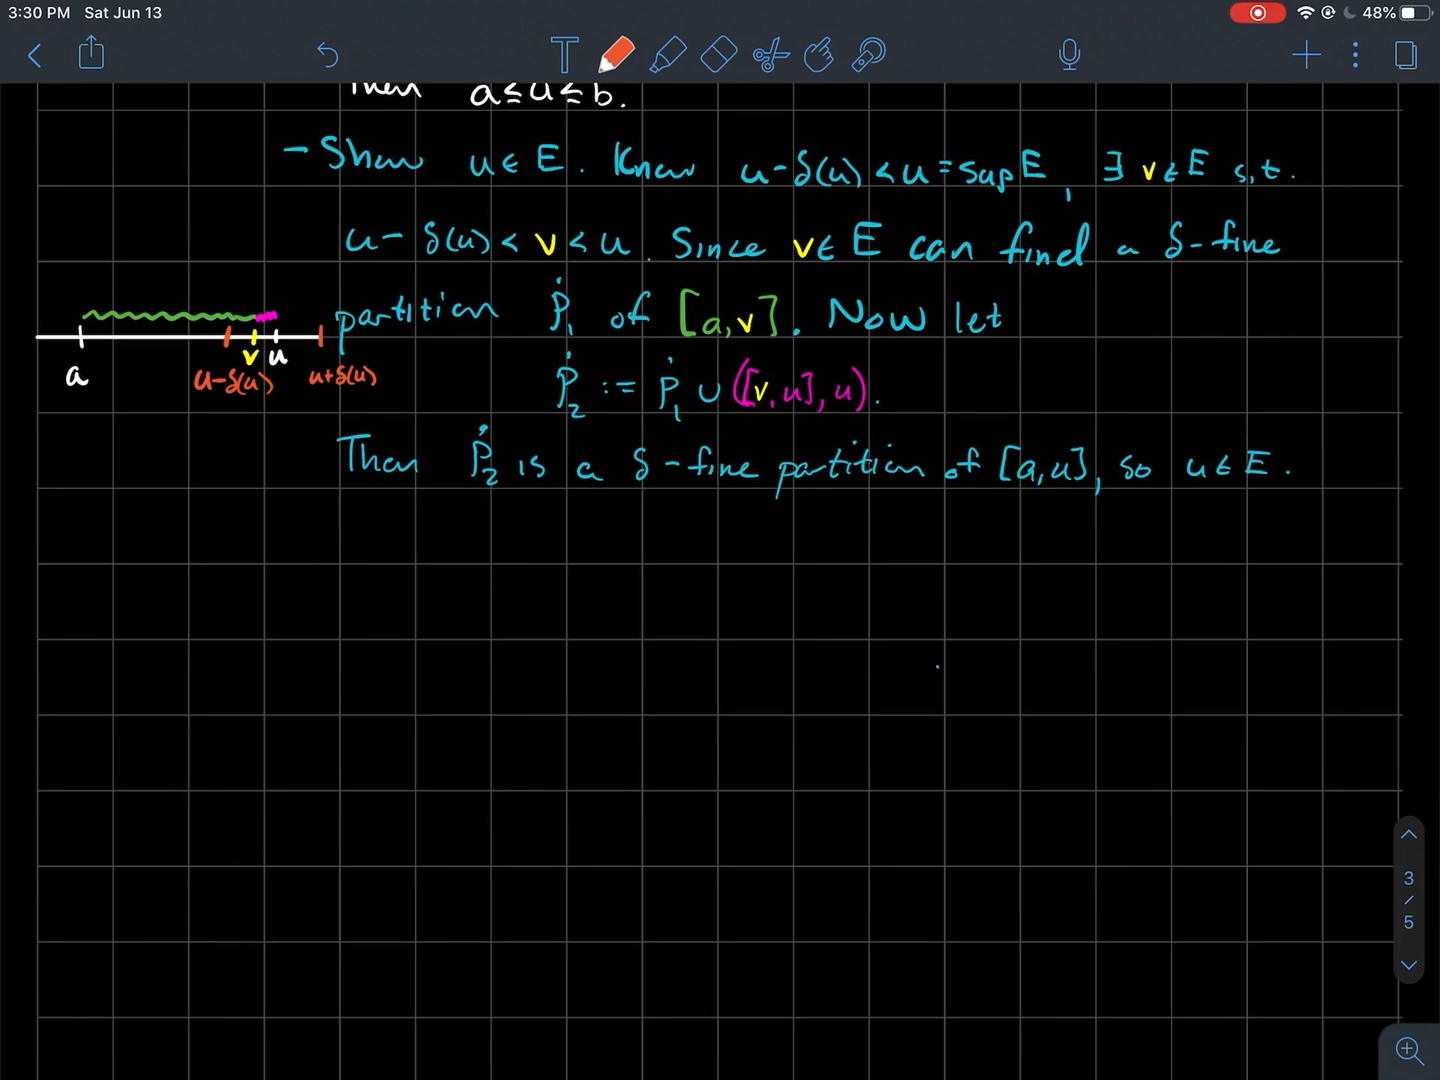 3:30 PM Sat Jun 13
48%
T
Then a ≤ u ≤ b.
- Show u ∈ E. Know u-δ(u) < u = sup E, ∃ v ∈ E s.t.
u - δ(u) < v < u. Since v ∈ E can find a δ-fine
partition Ṗ₁ of [a,v]. Now let
Ṗ₂ := Ṗ₁ ∪ ([v,u],u).
Then Ṗ₂ is a δ-fine partition of [a,u], so u ∈ E.
a u-δ(u) v u u+δ(u)
3
/
5